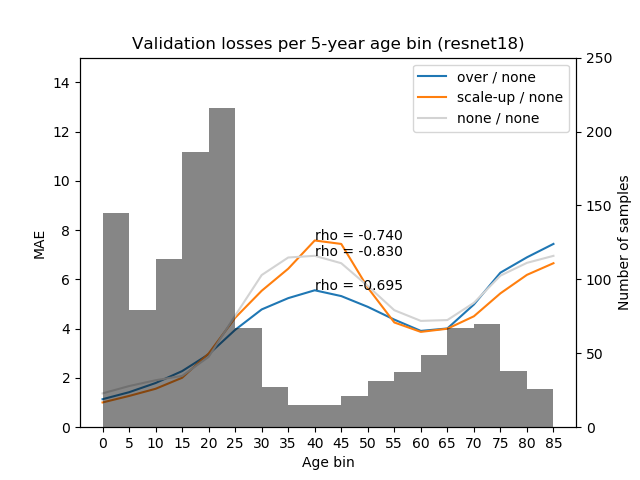 Validation losses per 5-year age bin (resnet18)
over / none
scale-up / none
none / none
rho = -0.740
rho = -0.830
rho = -0.695
MAE
0
2
4
6
8
10
12
14
Number of samples
0
50
100
150
200
250
0 5 10 15 20 25 30 35 40 45 50 55 60 65 70 75 80 85
Age bin